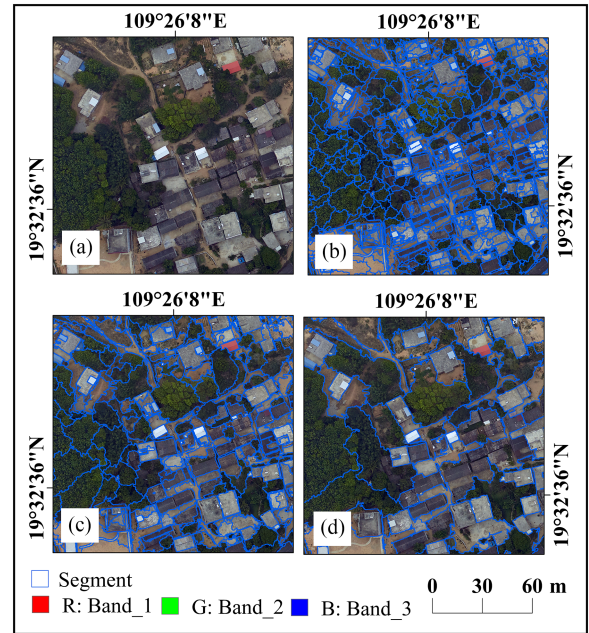 109°26'8"E 109°26'8"E
19°32'36"N
(a)
(b)
19°32'36"N
109°26'8"E 109°26'8"E
19°32'36"N
(c)
(d)
19°32'36"N
Segment
R: Band_1 G: Band_2 B: Band_3
0 30 60 m